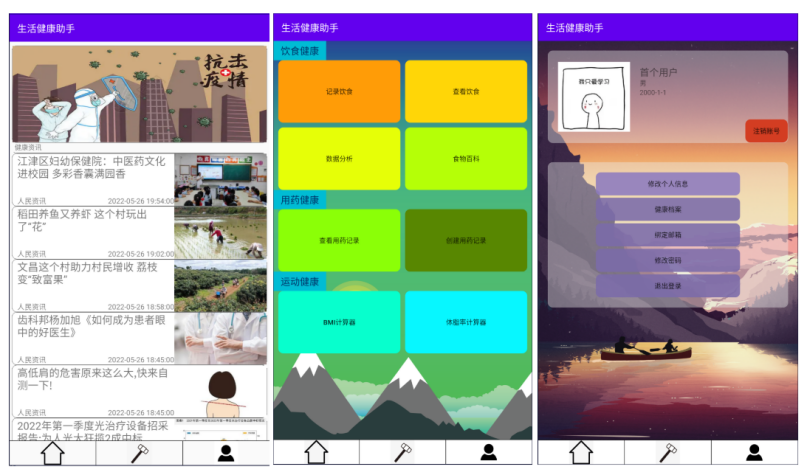 生活健康助手
抗击
疫情
健康资讯
江津区妇幼保健院：中医药文化
进校园 多彩香囊满园香
人民资讯
2022-05-26 19:54:00
稻田养鱼又养虾 这个村玩出
了“花”
人民资讯
2022-05-26 19:02:00
文昌这个村助力村民增收 荔枝
变“致富果”
人民资讯
2022-05-26 18:58:00
齿科邦杨加旭《如何成为患者眼
中的好医生》
人民资讯
2022-05-26 18:45:00
高低肩的危害原来这么大,快来自
测一下!
人民资讯
2022-05-26 18:45:00
2022年第一季度光治疗设备招采
报告:为人光大狂揽2成中标
生活健康助手
饮食健康
记录饮食
查看饮食
数据分析
食物百科
用药健康
查看用药记录
创建用药记录
运动健康
BMI计算器
体脂率计算器
生活健康助手
我只爱学习
首个用户
男
2000-1-1
注销账号
修改个人信息
健康档案
绑定邮箱
修改密码
退出登录